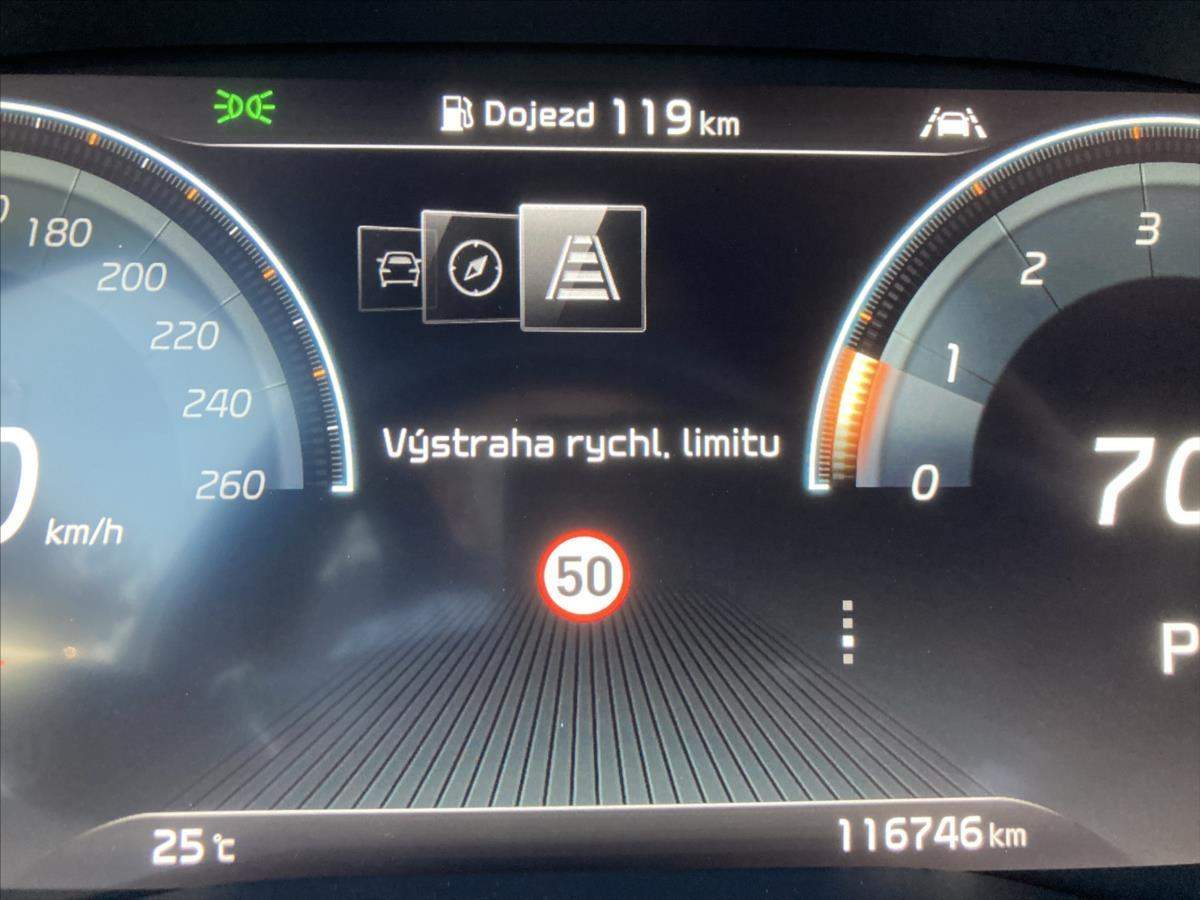 Dojezd 119 km
180
200
220
240
260
km/h
3
2
1
0
Výstraha rychl. limitu
50
P
25 °C
116746 km